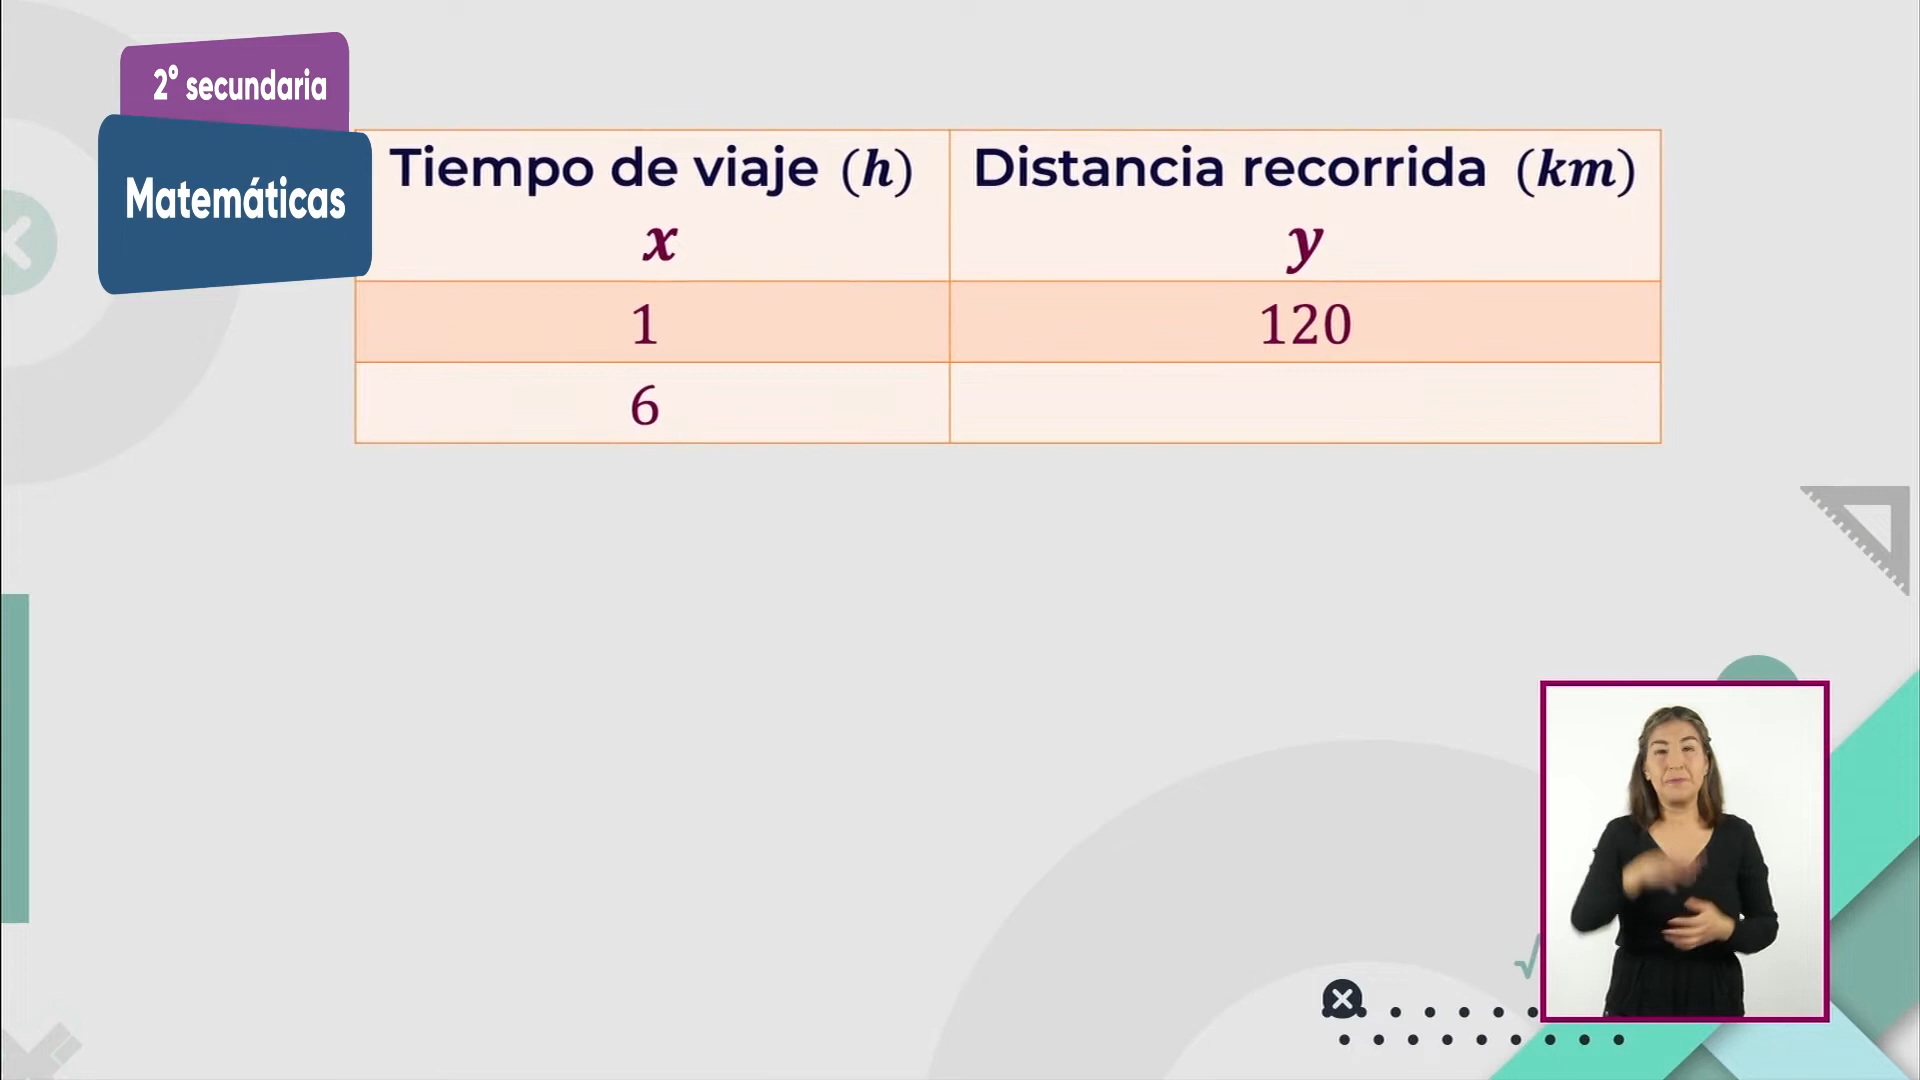 2° secundaria
Matemáticas
Tiempo de viaje (h) Distancia recorrida (km)
x y
1 120
6